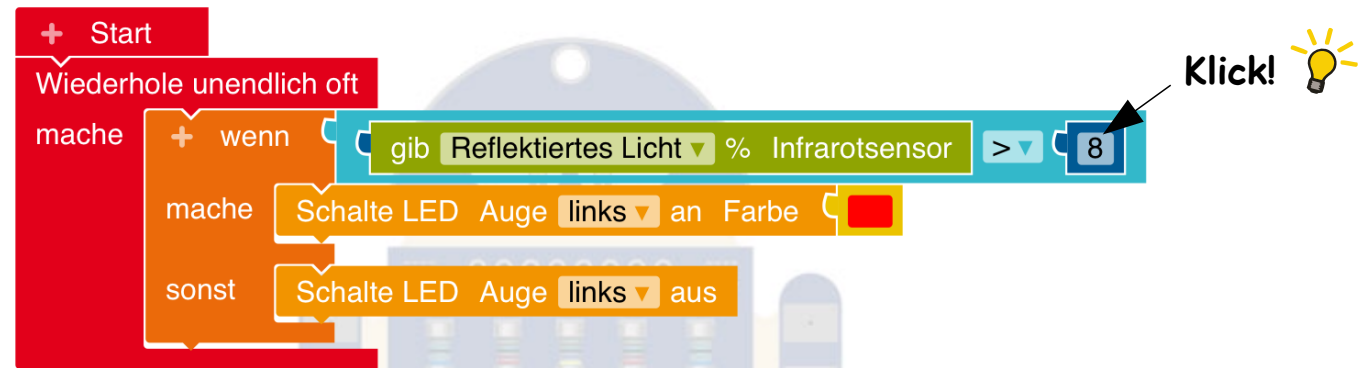 + Start
Wiederhole unendlich oft
Klick!
mache + wenn gib Reflektiertes Licht ▾ % Infrarotsensor > ▾ 8
mache Schalte LED Auge links ▾ an Farbe
sonst Schalte LED Auge links ▾ aus